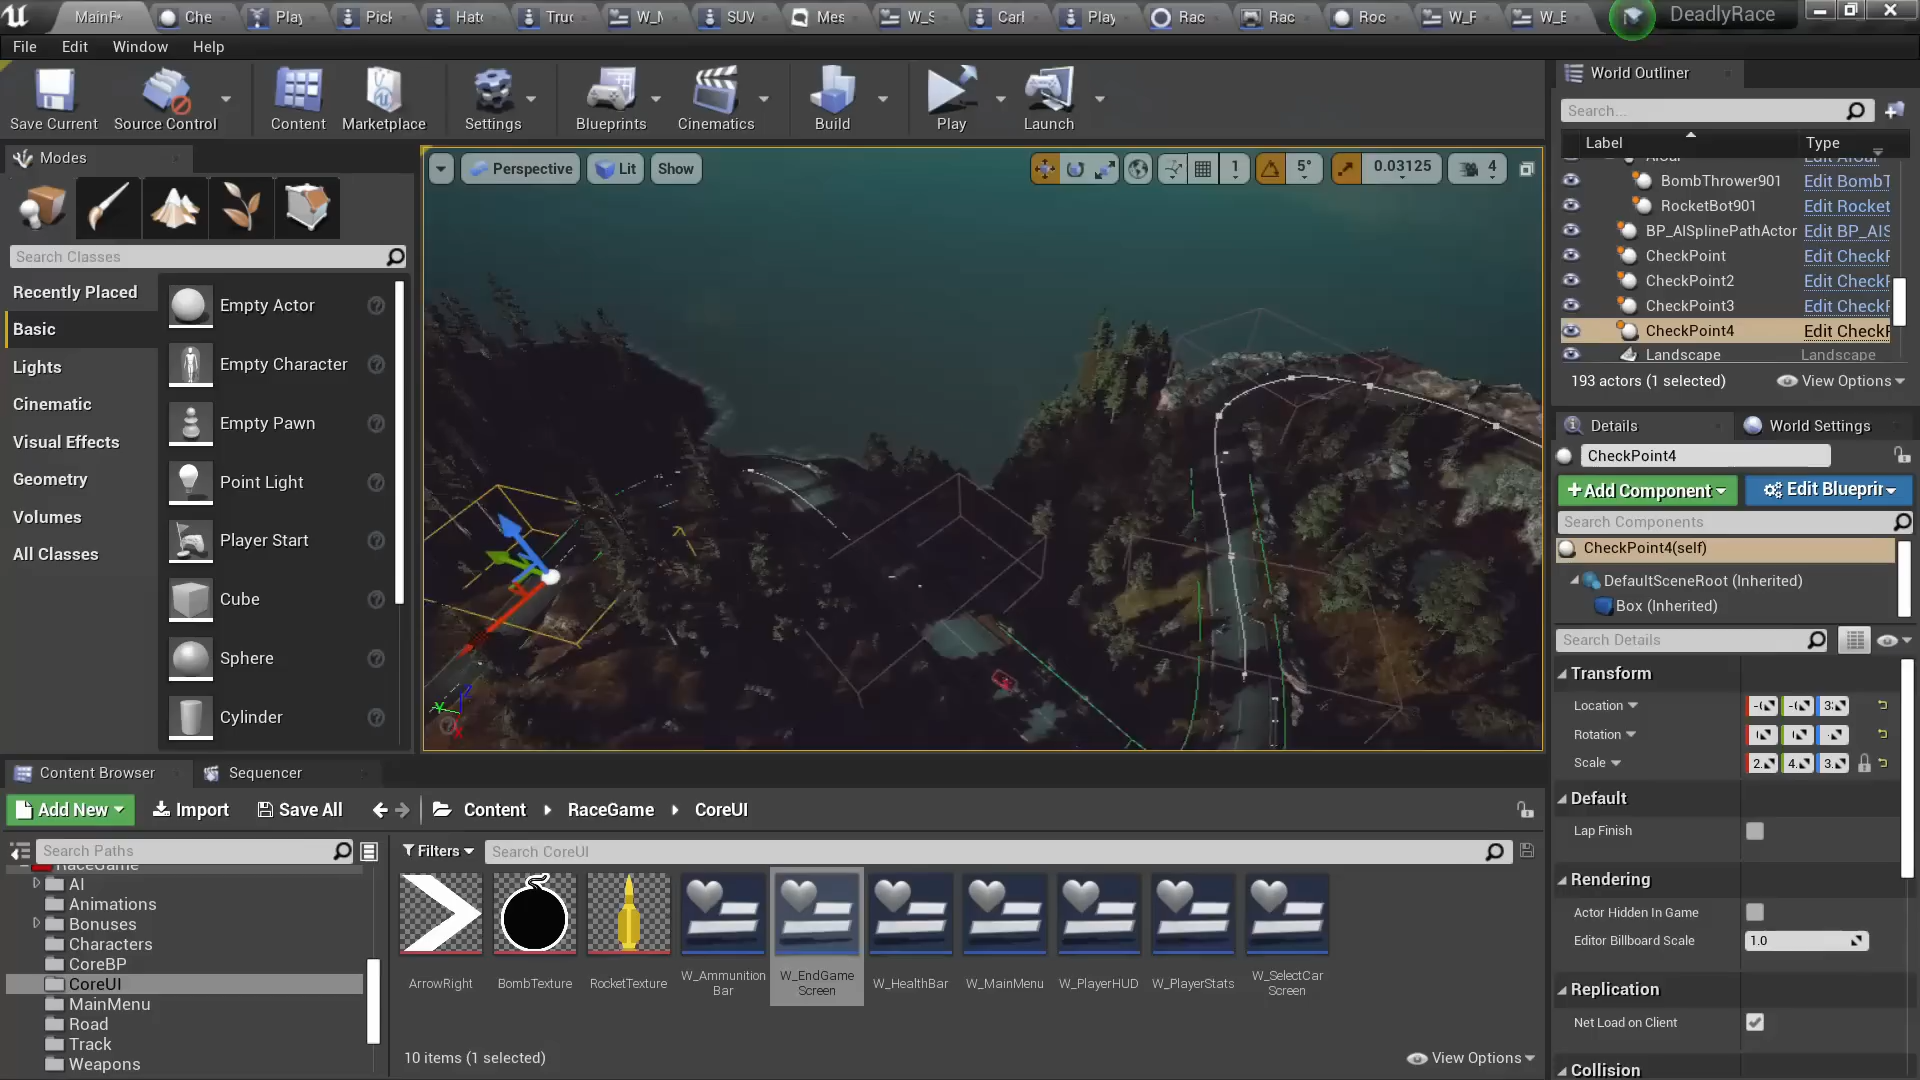 MainP*
Che
Play
Pick
Hatc
Truc
W_M
SUV
Mes
W_S
CarI
Play
Rac
Rac
Roc
W_F
W_E
DeadlyRace
File
Edit
Window
Help
Save Current
Source Control
Content
Marketplace
Settings
Blueprints
Cinematics
Build
Play
Launch
Modes
Search Classes
Recently Placed
Basic
Lights
Cinematic
Visual Effects
Geometry
Volumes
All Classes
Empty Actor
Empty Character
Empty Pawn
Point Light
Player Start
Cube
Sphere
Cylinder
Perspective
Lit
Show
1
5°
0.03125
4
World Outliner
Search...
Label
Type
BombThrower901
Edit BombT
RocketBot901
Edit Rocket
BP_AISplinePathActor
Edit BP_AIS
CheckPoint
Edit CheckP
CheckPoint2
Edit CheckP
CheckPoint3
Edit CheckP
CheckPoint4
Edit CheckP
Landscape
Landscape
193 actors (1 selected)
View Options
Details
World Settings
CheckPoint4
+Add Component
Edit Blueprin
Search Components
CheckPoint4(self)
DefaultSceneRoot (Inherited)
Box (Inherited)
Search Details
Transform
Location
Rotation
Scale
2.
4.
3.
Default
Lap Finish
Rendering
Actor Hidden In Game
Editor Billboard Scale
1.0
Replication
Net Load on Client
Collision
Content Browser
Sequencer
Add New
Import
Save All
Content
RaceGame
CoreUI
Search Paths
RaceGame
AI
Animations
Bonuses
Characters
CoreBP
CoreUI
MainMenu
Road
Track
Weapons
Filters
Search CoreUI
ArrowRight
BombTexture
RocketTexture
W_Ammunition
Bar
W_EndGame
Screen
W_HealthBar
W_MainMenu
W_PlayerHUD
W_PlayerStats
W_SelectCar
Screen
10 items (1 selected)
View Options
X
Y
Z